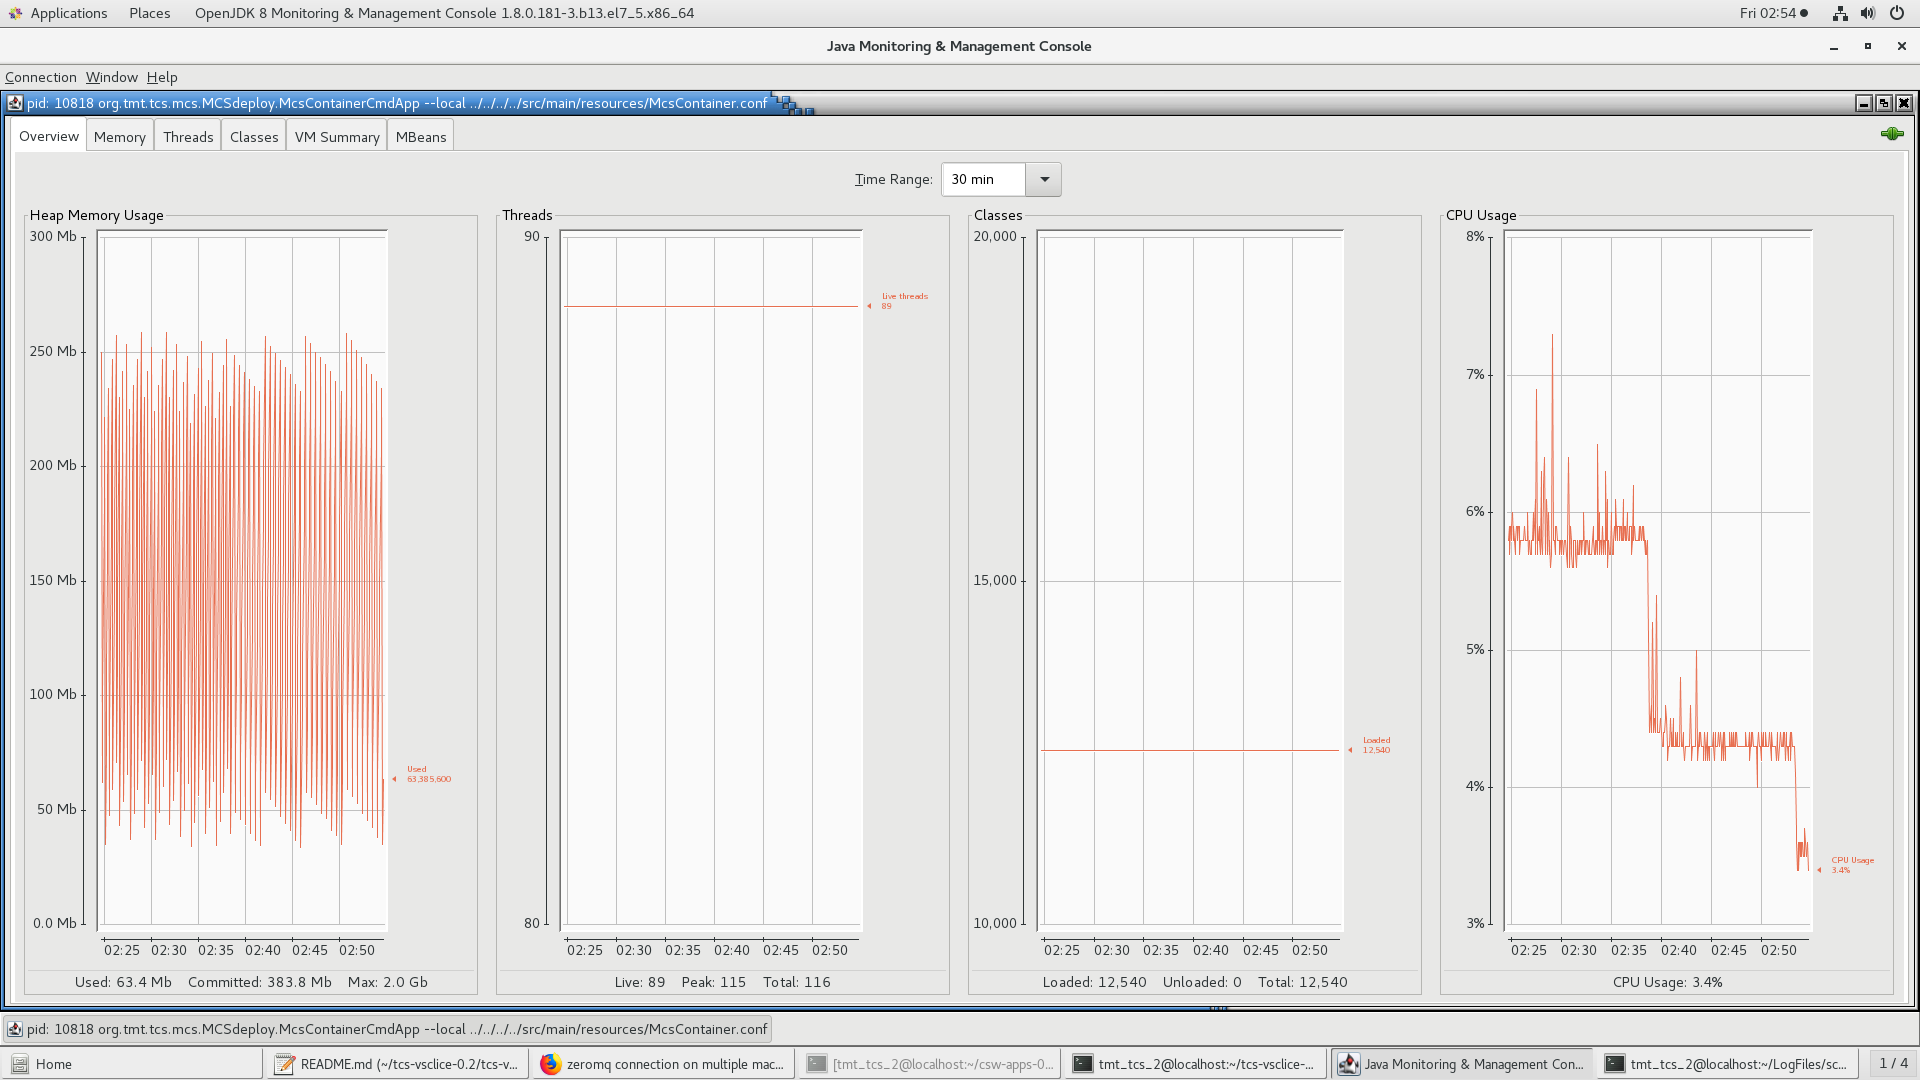 Applications Places OpenJDK 8 Monitoring & Management Console 1.8.0.181-3.b13.el7_5.x86_64 Fri 02:54
Java Monitoring & Management Console
Connection Window Help
pid: 10818 org.tmt.tcs.mcs.MCSdeploy.McsContainerCmdApp --local ../../../../src/main/resources/McsContainer.conf
Overview Memory Threads Classes VM Summary MBeans
Time Range: 30 min
Heap Memory Usage
300 Mb
250 Mb
200 Mb
150 Mb
100 Mb
50 Mb
0.0 Mb
Used
63,385,600
02:25 02:30 02:35 02:40 02:45 02:50
Used: 63.4 Mb Committed: 383.8 Mb Max: 2.0 Gb
Threads
90
80
Live threads
89
02:25 02:30 02:35 02:40 02:45 02:50
Live: 89 Peak: 115 Total: 116
Classes
20,000
15,000
10,000
Loaded
12,540
02:25 02:30 02:35 02:40 02:45 02:50
Loaded: 12,540 Unloaded: 0 Total: 12,540
CPU Usage
8%
7%
6%
5%
4%
3%
CPU Usage
3.4%
02:25 02:30 02:35 02:40 02:45 02:50
CPU Usage: 3.4%
pid: 10818 org.tmt.tcs.mcs.MCSdeploy.McsContainerCmdApp --local ../../../../src/main/resources/McsContainer.conf
Home README.md (~/tcs-vsclice-0.2/tcs-v... zeromq connection on multiple mac... [tmt_tcs_2@localhost:~/csw-apps-0... tmt_tcs_2@localhost:~/tcs-vsclice-... Java Monitoring & Management Con... tmt_tcs_2@localhost:~/LogFiles/sc... 1 / 4